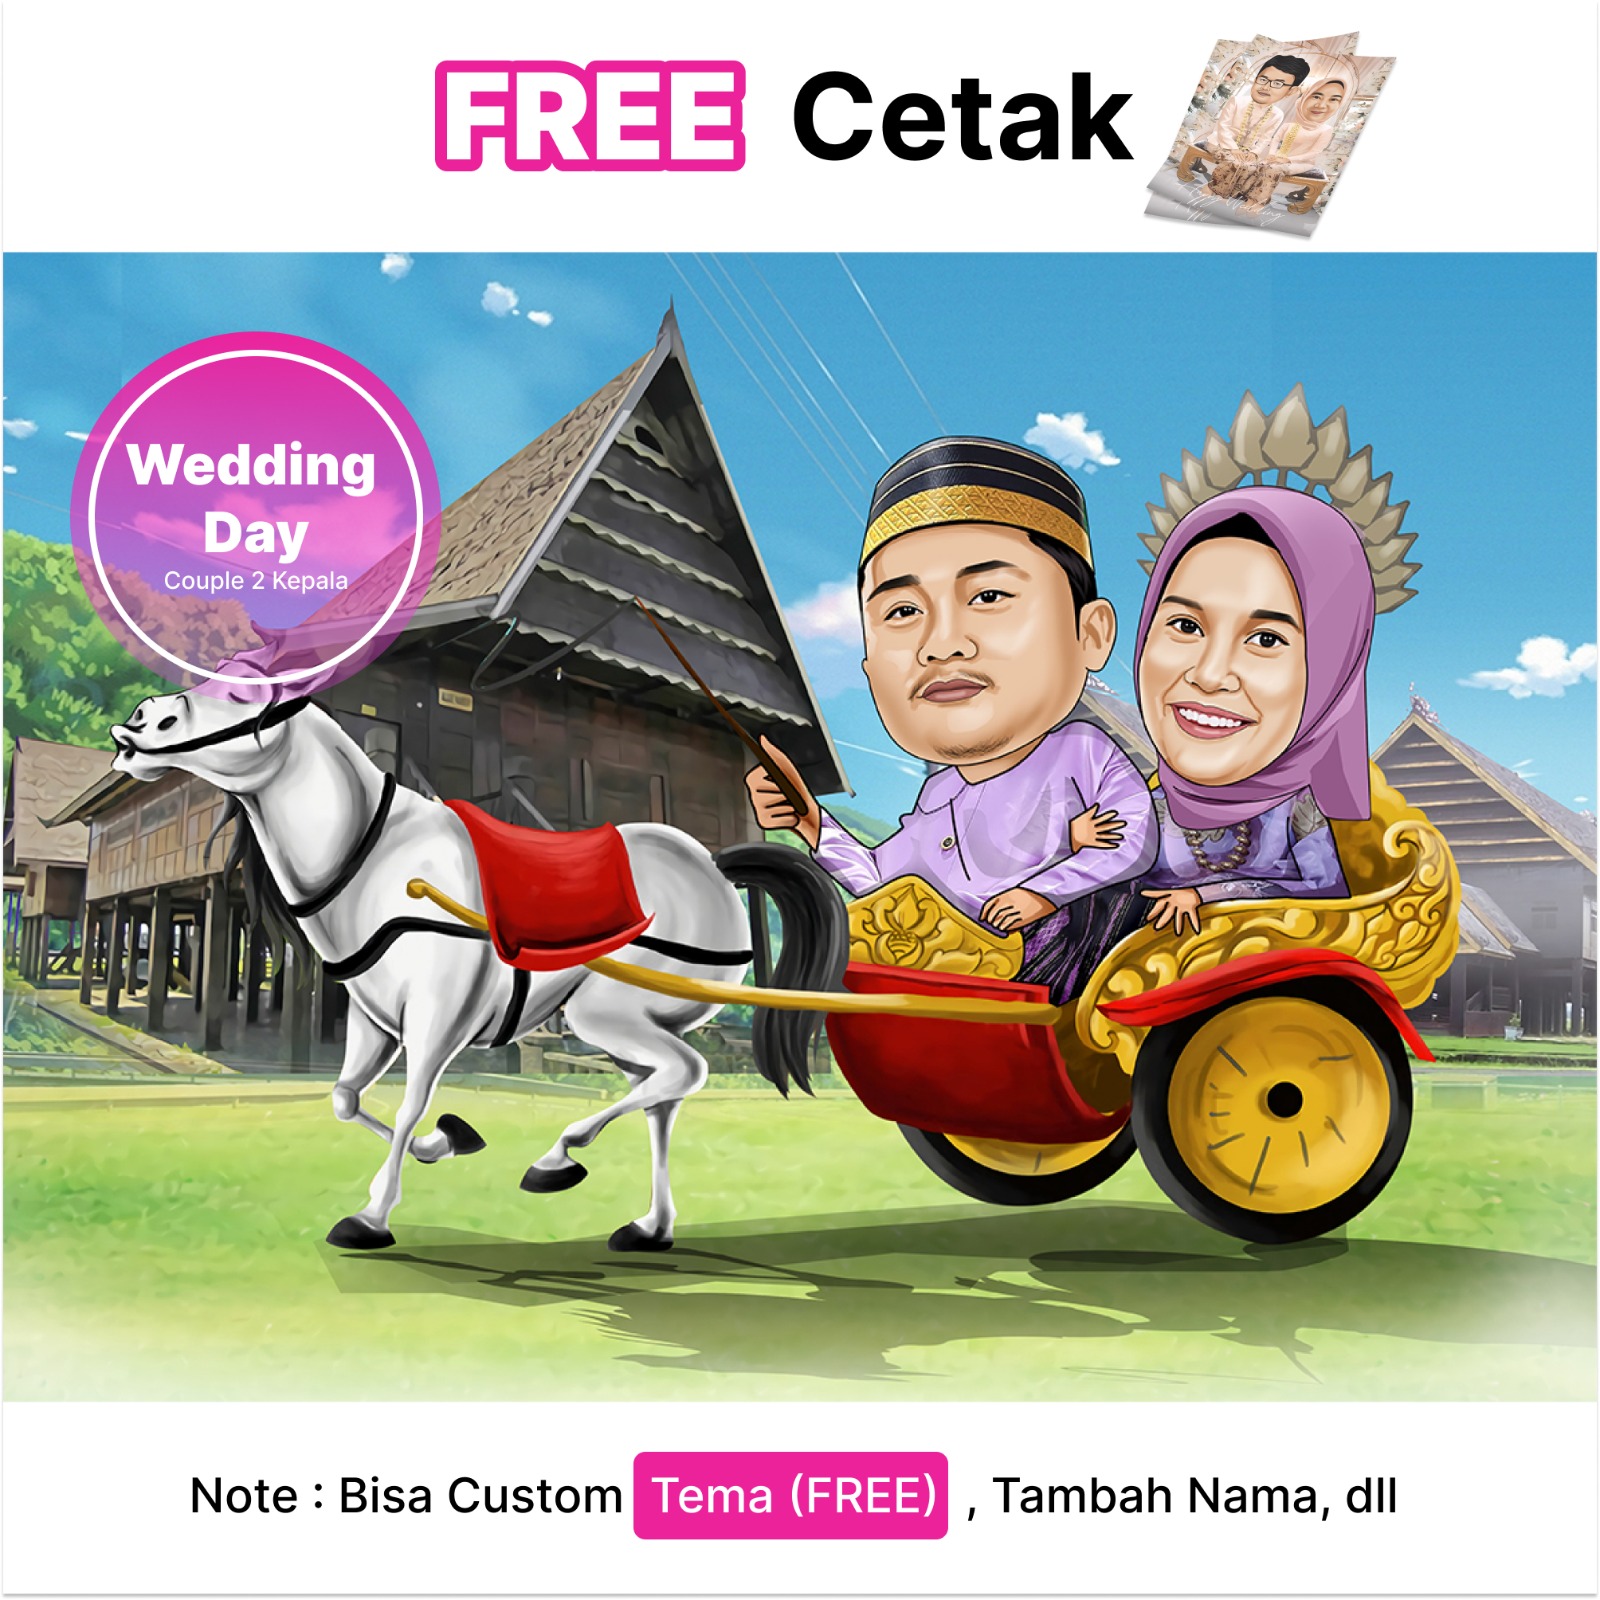 FREE Cetak
Wedding
Day
Couple 2 Kepala
Note : Bisa Custom Tema (FREE) , Tambah Nama, dll